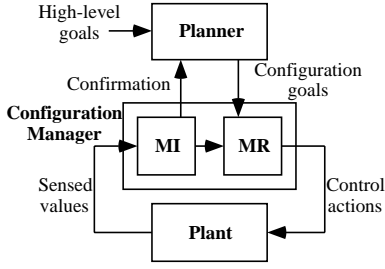 High-level
goals
Planner
Confirmation
Configuration
goals
Configuration
Manager
MI
MR
Sensed
values
Control
actions
Plant